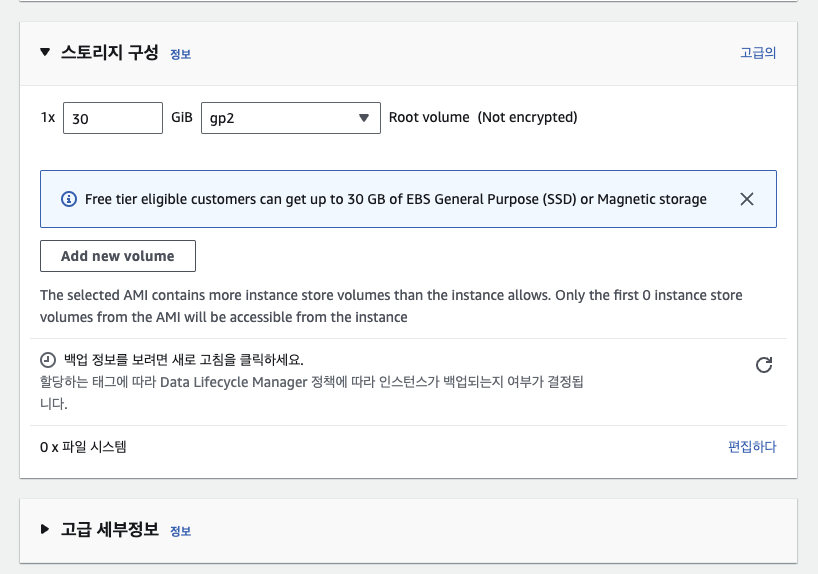 스토리지 구성 정보 고급의
1x 30 GiB gp2 Root volume (Not encrypted)
Free tier eligible customers can get up to 30 GB of EBS General Purpose (SSD) or Magnetic storage
Add new volume
The selected AMI contains more instance store volumes than the instance allows. Only the first 0 instance store
volumes from the AMI will be accessible from the instance
백업 정보를 보려면 새로 고침을 클릭하세요.
할당하는 태그에 따라 Data Lifecycle Manager 정책에 따라 인스턴스가 백업되는지 여부가 결정됩
니다.
0 x 파일 시스템 편집하다
고급 세부정보 정보